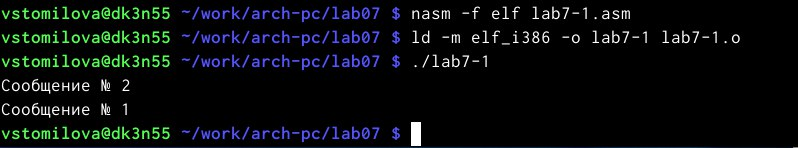 vstomilova@dk3n55 ~/work/arch-pc/lab07 $ nasm -f elf lab7-1.asm
vstomilova@dk3n55 ~/work/arch-pc/lab07 $ ld -m elf_i386 -o lab7-1 lab7-1.o
vstomilova@dk3n55 ~/work/arch-pc/lab07 $ ./lab7-1
Сообщение № 2
Сообщение № 1
vstomilova@dk3n55 ~/work/arch-pc/lab07 $